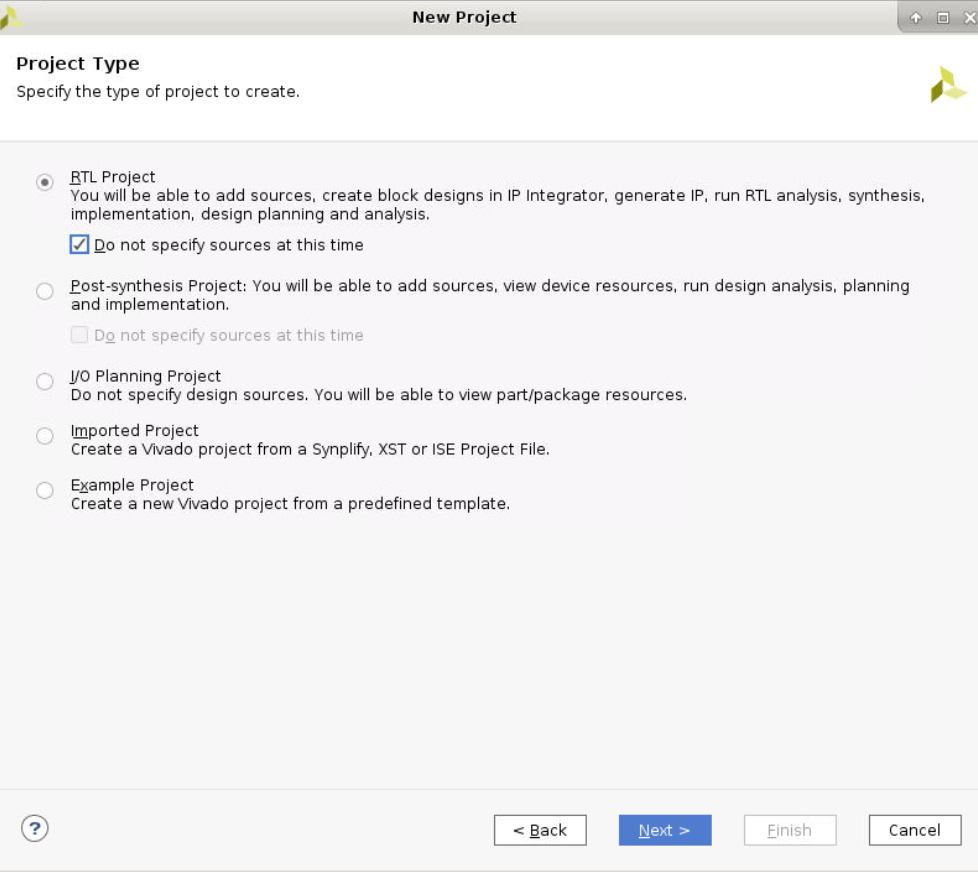 New Project
Project Type
Specify the type of project to create.
RTL Project
You will be able to add sources, create block designs in IP Integrator, generate IP, run RTL analysis, synthesis,
implementation, design planning and analysis.
Do not specify sources at this time
Post-synthesis Project: You will be able to add sources, view device resources, run design analysis, planning
and implementation.
Do not specify sources at this time
I/O Planning Project
Do not specify design sources. You will be able to view part/package resources.
Imported Project
Create a Vivado project from a Synplify, XST or ISE Project File.
Example Project
Create a new Vivado project from a predefined template.
?
< Back
Next >
Finish
Cancel